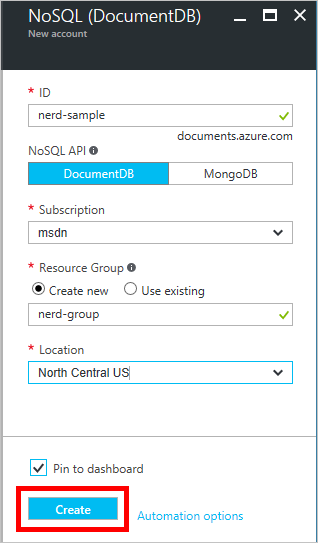 NoSQL (DocumentDB)
New account
* ID
nerd-sample
documents.azure.com
NoSQL API
DocumentDB MongoDB
* Subscription
msdn
* Resource Group
Create new Use existing
nerd-group
* Location
North Central US
Pin to dashboard
Create Automation options